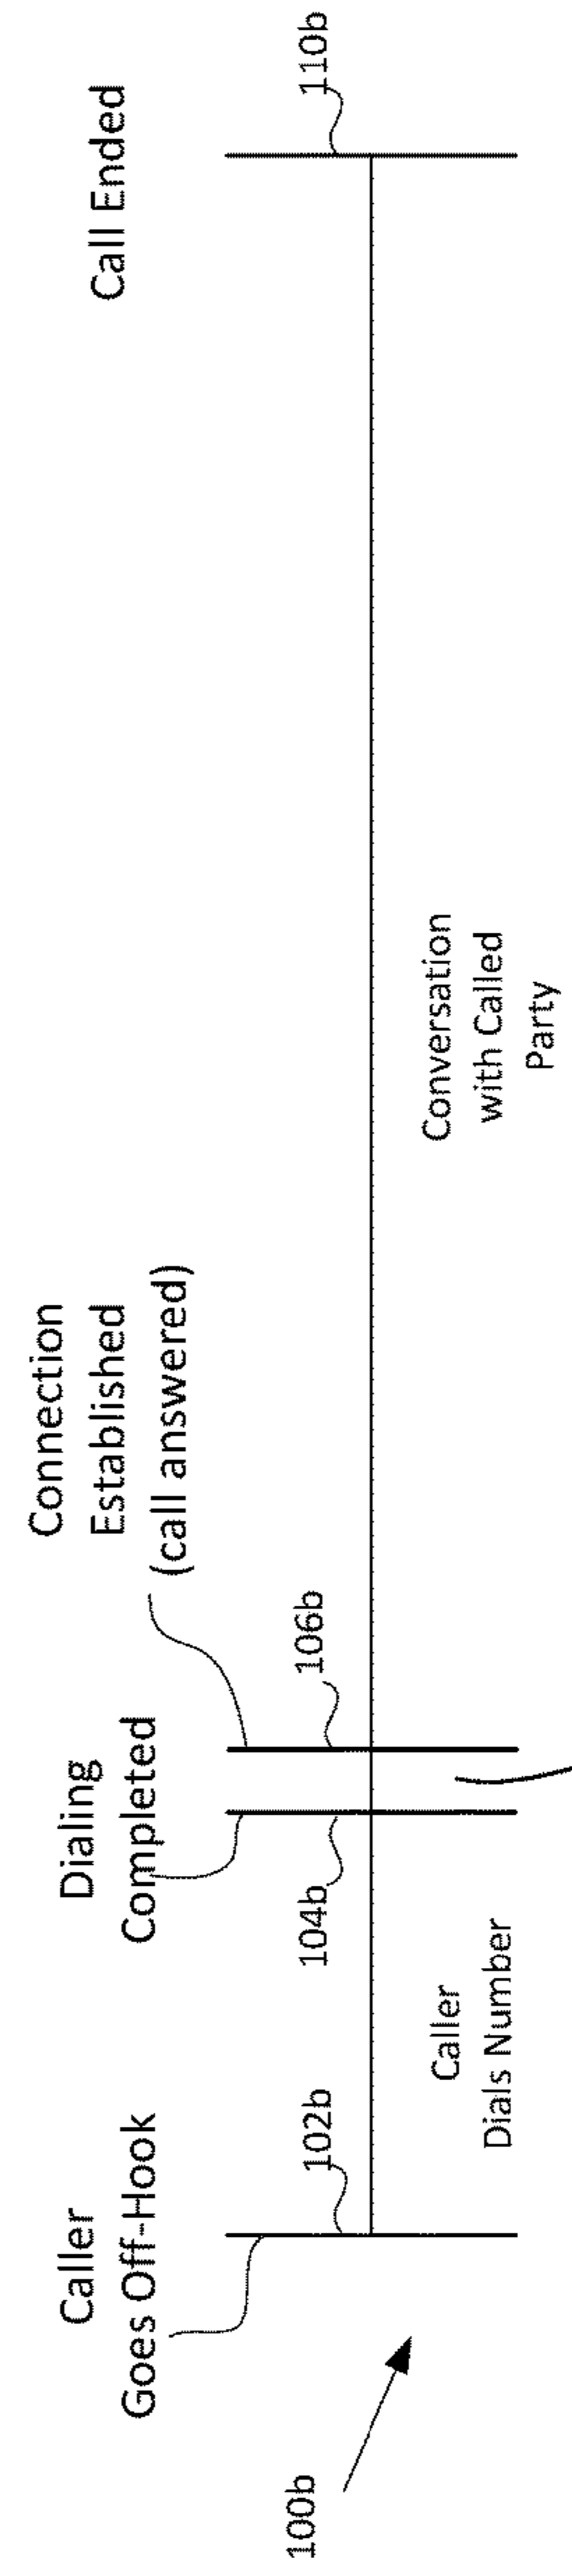 Caller
Goes Off-Hook
Dialing
Completed
Connection
Established
(call answered)
Call Ended
100b
102b
104b
106b
110b
Caller
Dials Number
Conversation
with Called
Party